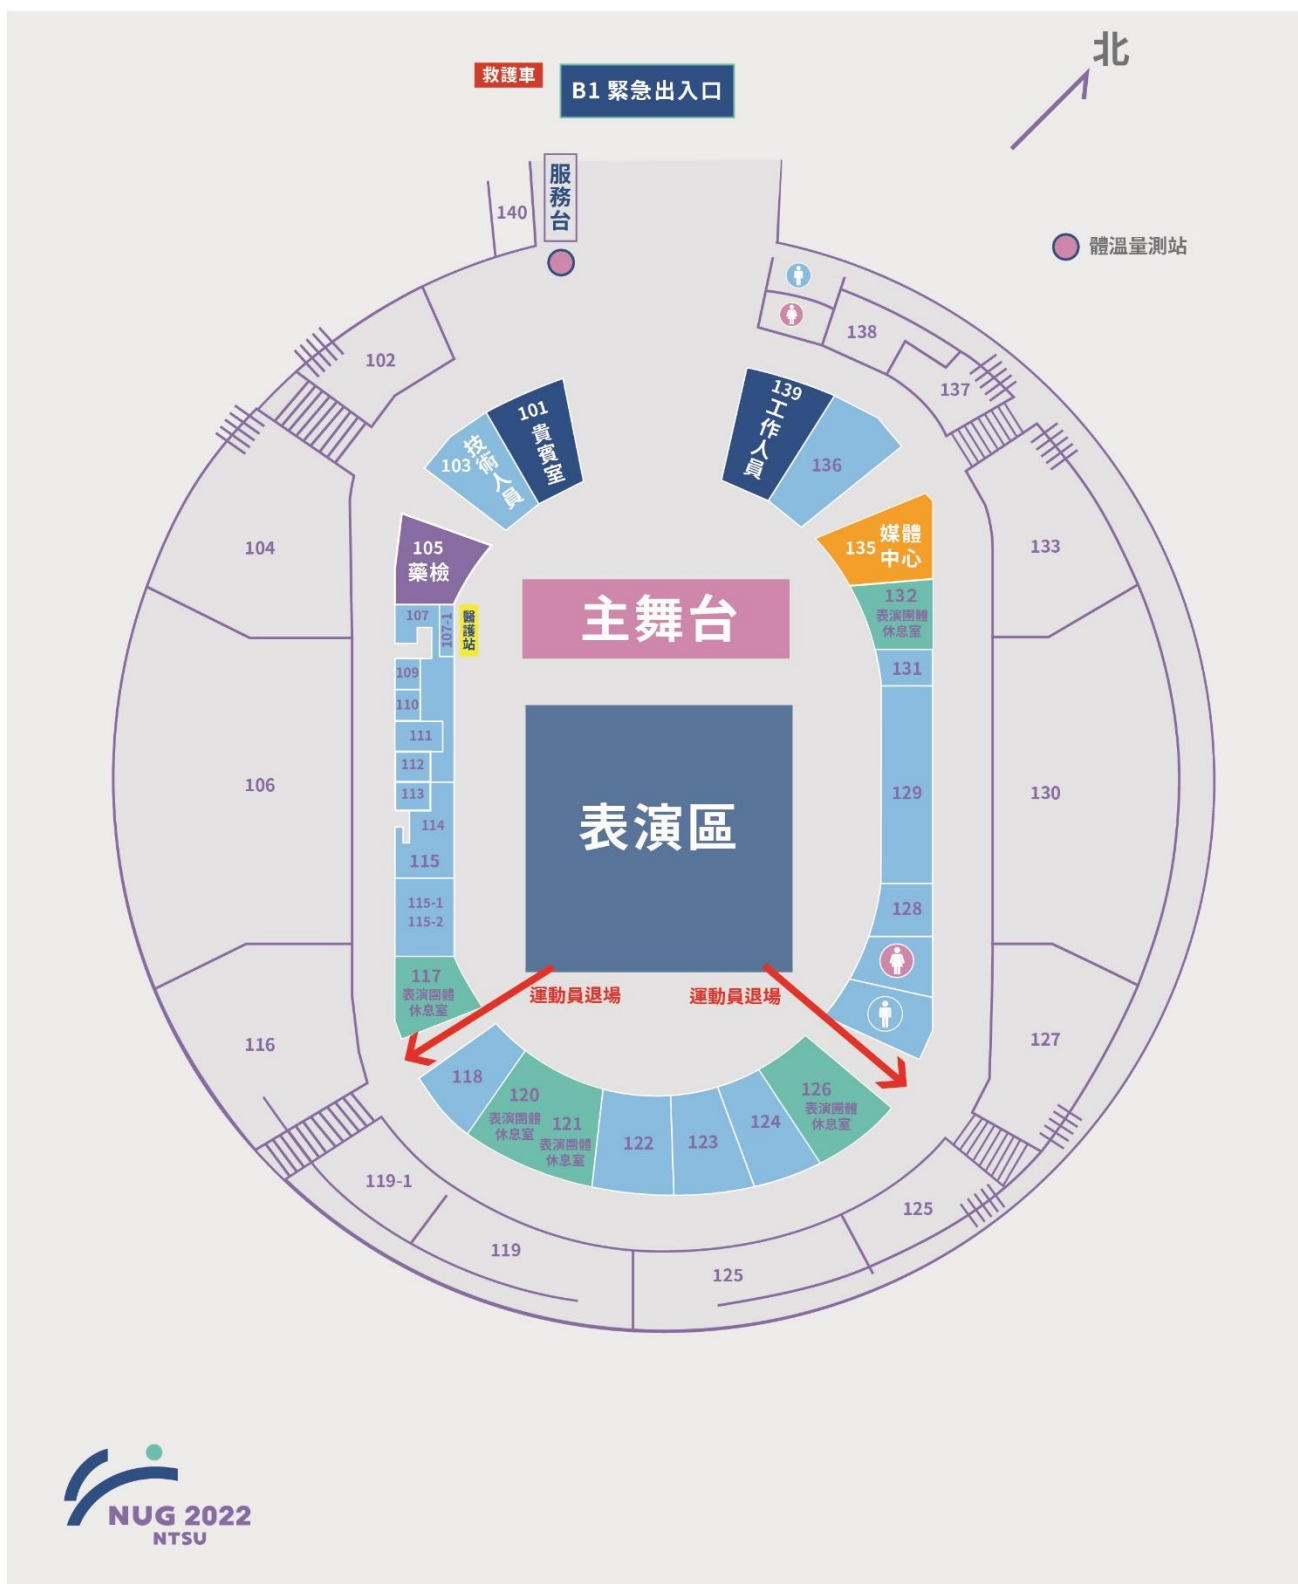 北
救護車
B1 緊急出入口
服務台
140
體溫量測站
102
138
137
101 貴賓室
103 技術人員
139 工作人員
136
104
105
藥檢
135 媒體中心
133
107
107-1
醫護站
主舞台
132
表演團體
休息室
109
131
110
111
112
113
106
129
130
表演區
114
115
115-1
115-2
128
117
表演團體
休息室
運動員退場
運動員退場
116
127
118
120
表演團體
休息室
121
表演團體
休息室
122
123
124
126
表演團體
休息室
119-1
119
125
125
NUG 2022
NTSU